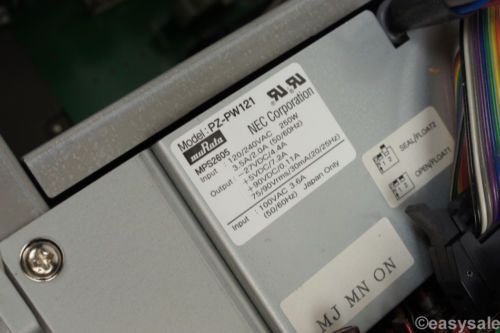 Model: PZ-PW121
muRata
MPS2605
NEC Corporation
Input : 120/240VAC 250W
3.5A/2.0A (50/60Hz)
Output : -27VDC/4.4A
+5VDC/7.2A
+90VDC/0.11A
75/90Vrms/30mA(20/25Hz)
Input : 100VAC 3.6A
(50/60Hz) Japan Only
SEAL/FLOAT2
OPEN/FLOAT1
MJ MN ON
©easysale